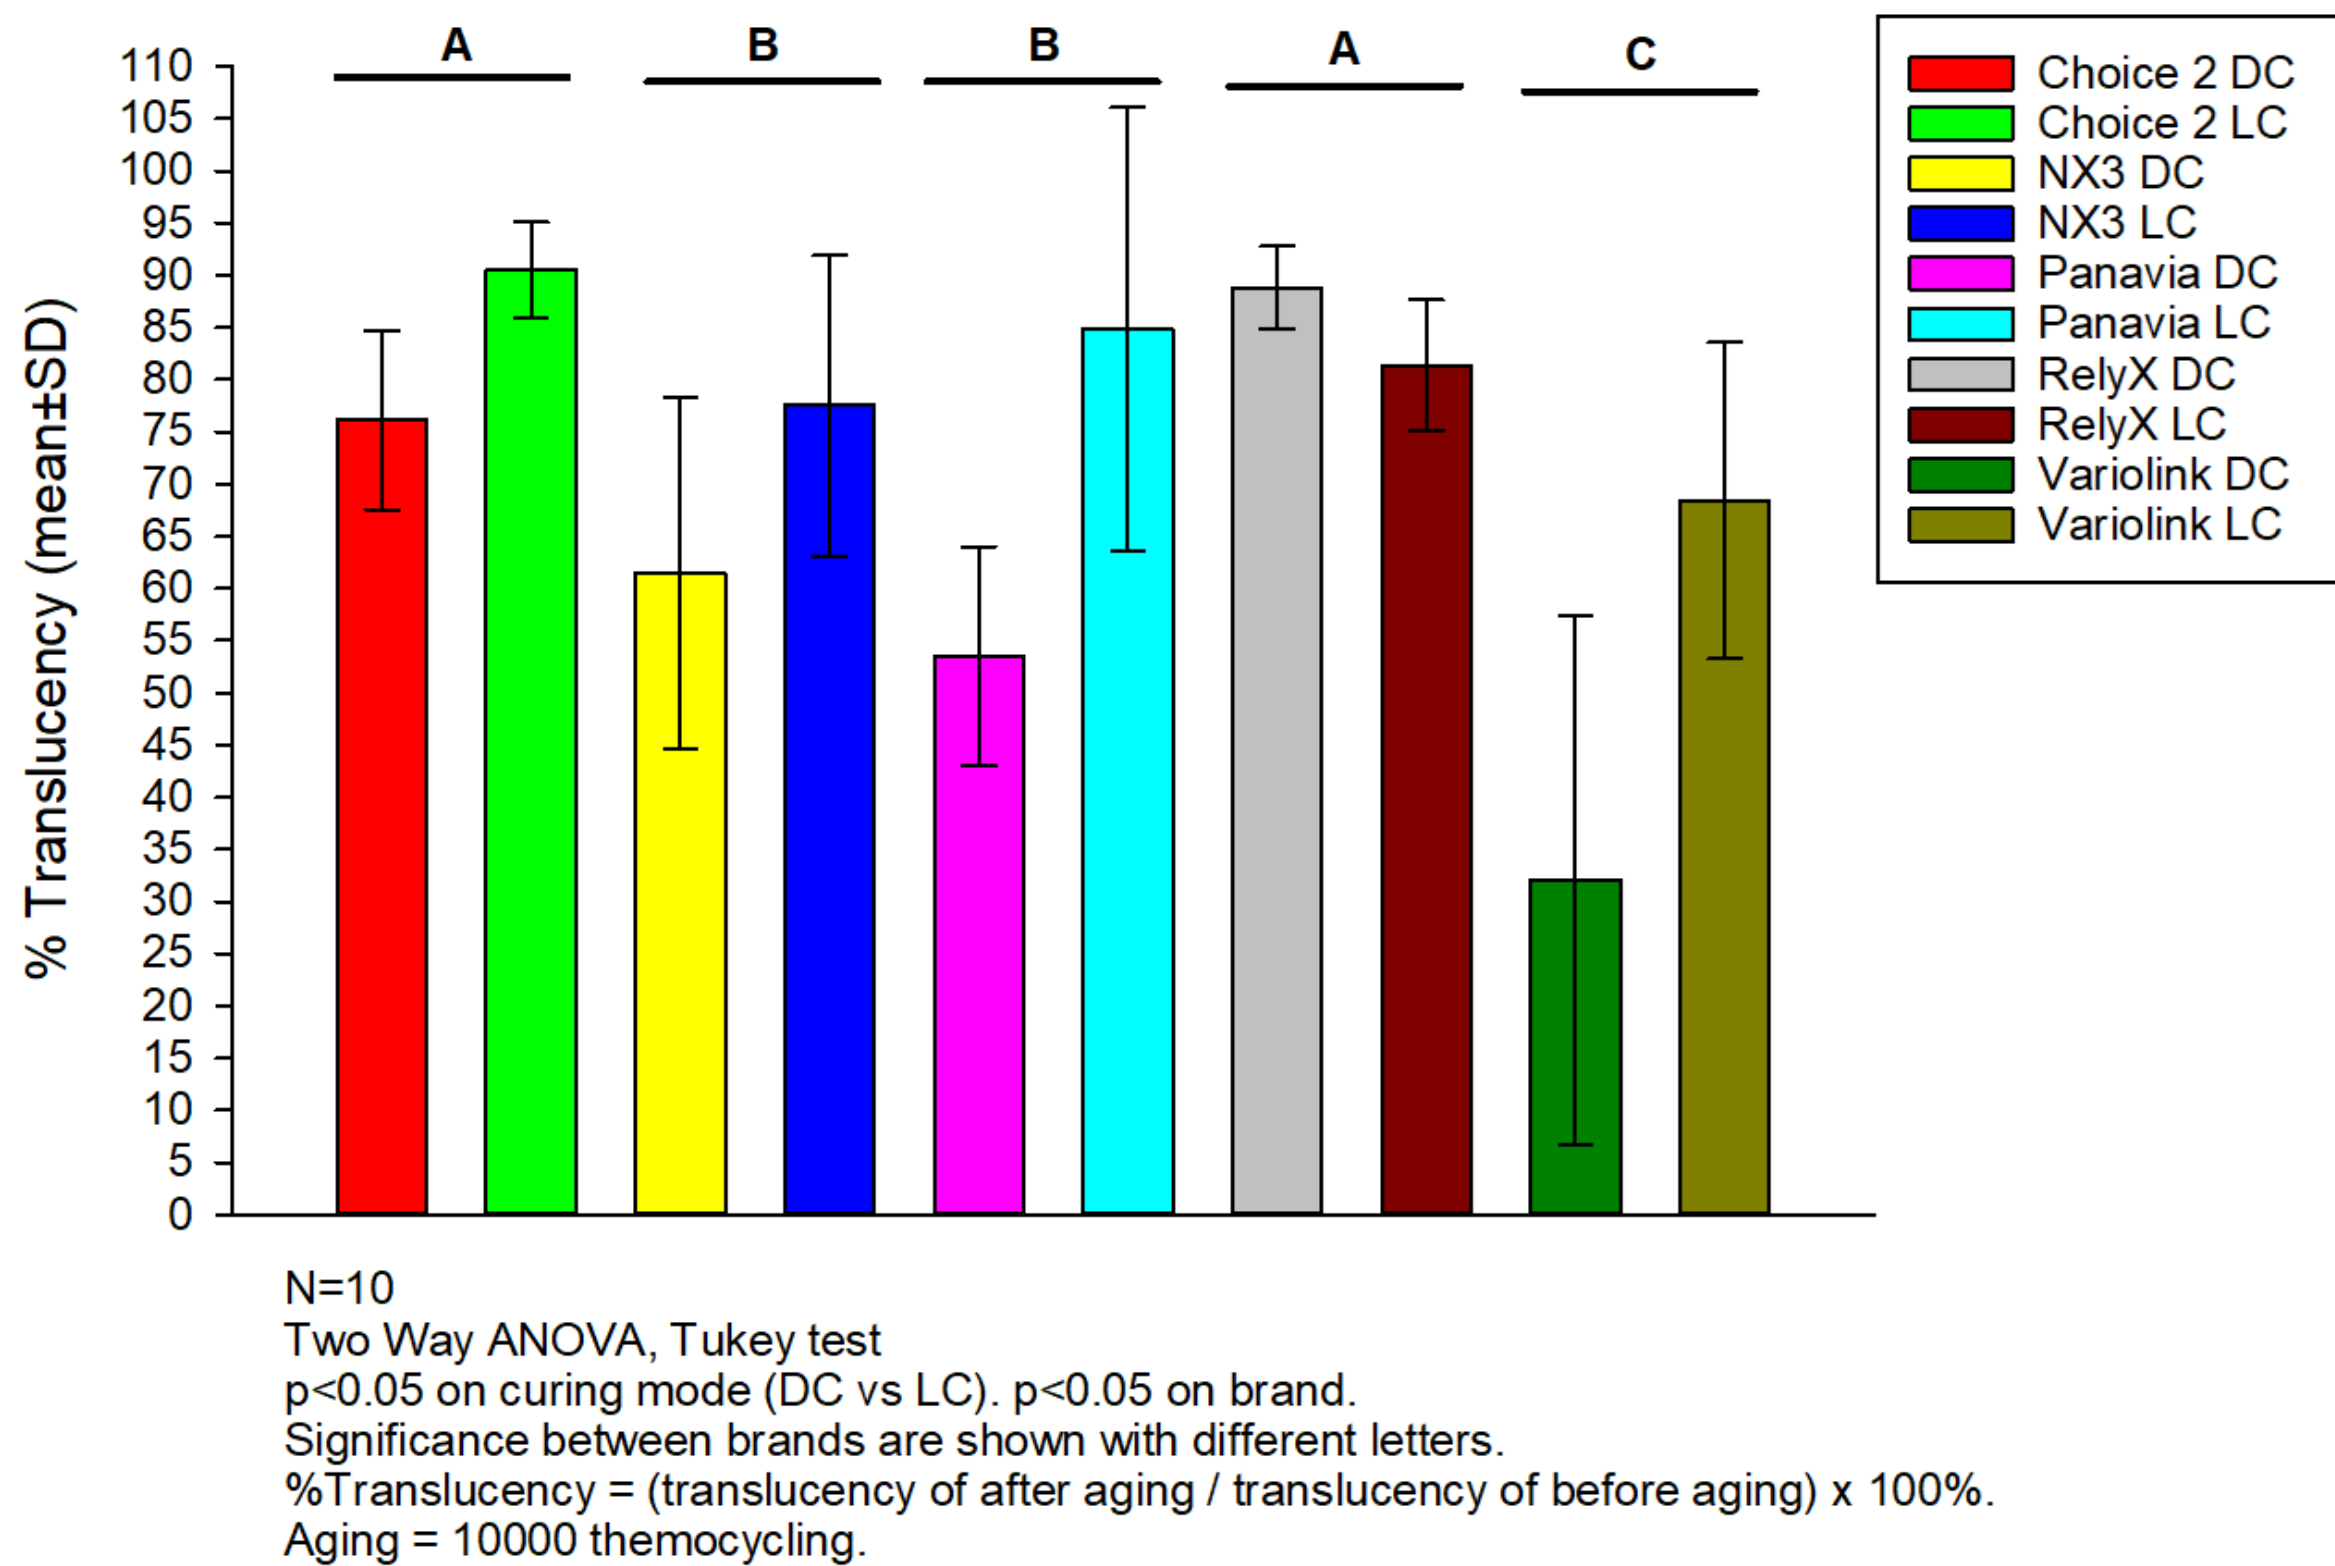 A B B A C
% Translucency (mean±SD)
110
105
100
95
90
85
80
75
70
65
60
55
50
45
40
35
30
25
20
15
10
5
0
Choice 2 DC
Choice 2 LC
NX3 DC
NX3 LC
Panavia DC
Panavia LC
RelyX DC
RelyX LC
Variolink DC
Variolink LC
N=10
Two Way ANOVA, Tukey test
p<0.05 on curing mode (DC vs LC). p<0.05 on brand.
Significance between brands are shown with different letters.
%Translucency = (translucency of after aging / translucency of before aging) x 100%.
Aging = 10000 themocycling.